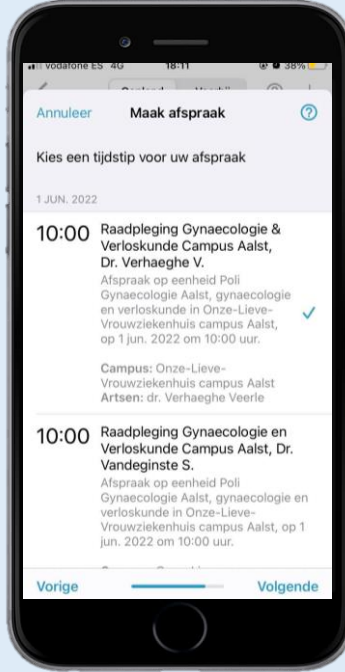 vodafone ES 4G 18:11 38%
Annuleer Maak afspraak ?
Kies een tijdstip voor uw afspraak
1 JUN. 2022
10:00 Raadpleging Gynaecologie &
Verloskunde Campus Aalst,
Dr. Verhaeghe V.
Afspraak op eenheid Poli
Gynaecologie Aalst, gynaecologie
en verloskunde in Onze-Lieve-
Vrouwziekenhuis campus Aalst,
op 1 jun. 2022 om 10:00 uur.
Campus: Onze-Lieve-
Vrouwziekenhuis campus Aalst
Artsen: dr. Verhaeghe Veerle
10:00 Raadpleging Gynaecologie en
Verloskunde Campus Aalst, Dr.
Vandeginste S.
Afspraak op eenheid Poli
Gynaecologie Aalst, gynaecologie en
verloskunde in Onze-Lieve-
Vrouwziekenhuis campus Aalst, op 1
jun. 2022 om 10:00 uur.
Vorige Volgende